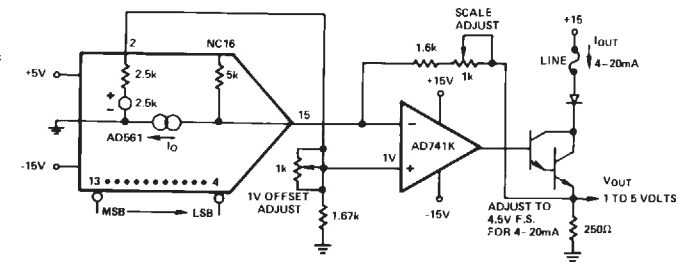 2
NC16
+5V
2.5k
5k
+
-
2.5k
AD561
IO
-15V
13
4
MSB
LSB
15
1k
1V OFFSET
ADJUST
1.67k
1V
1.6k
SCALE
ADJUST
1k
+15V
-
AD741K
+
-15V
+15
IOUT
LINE
4-20mA
ADJUST TO
4.5V F.S.
FOR 4-20mA
VOUT
1 TO 5 VOLTS
250Ω